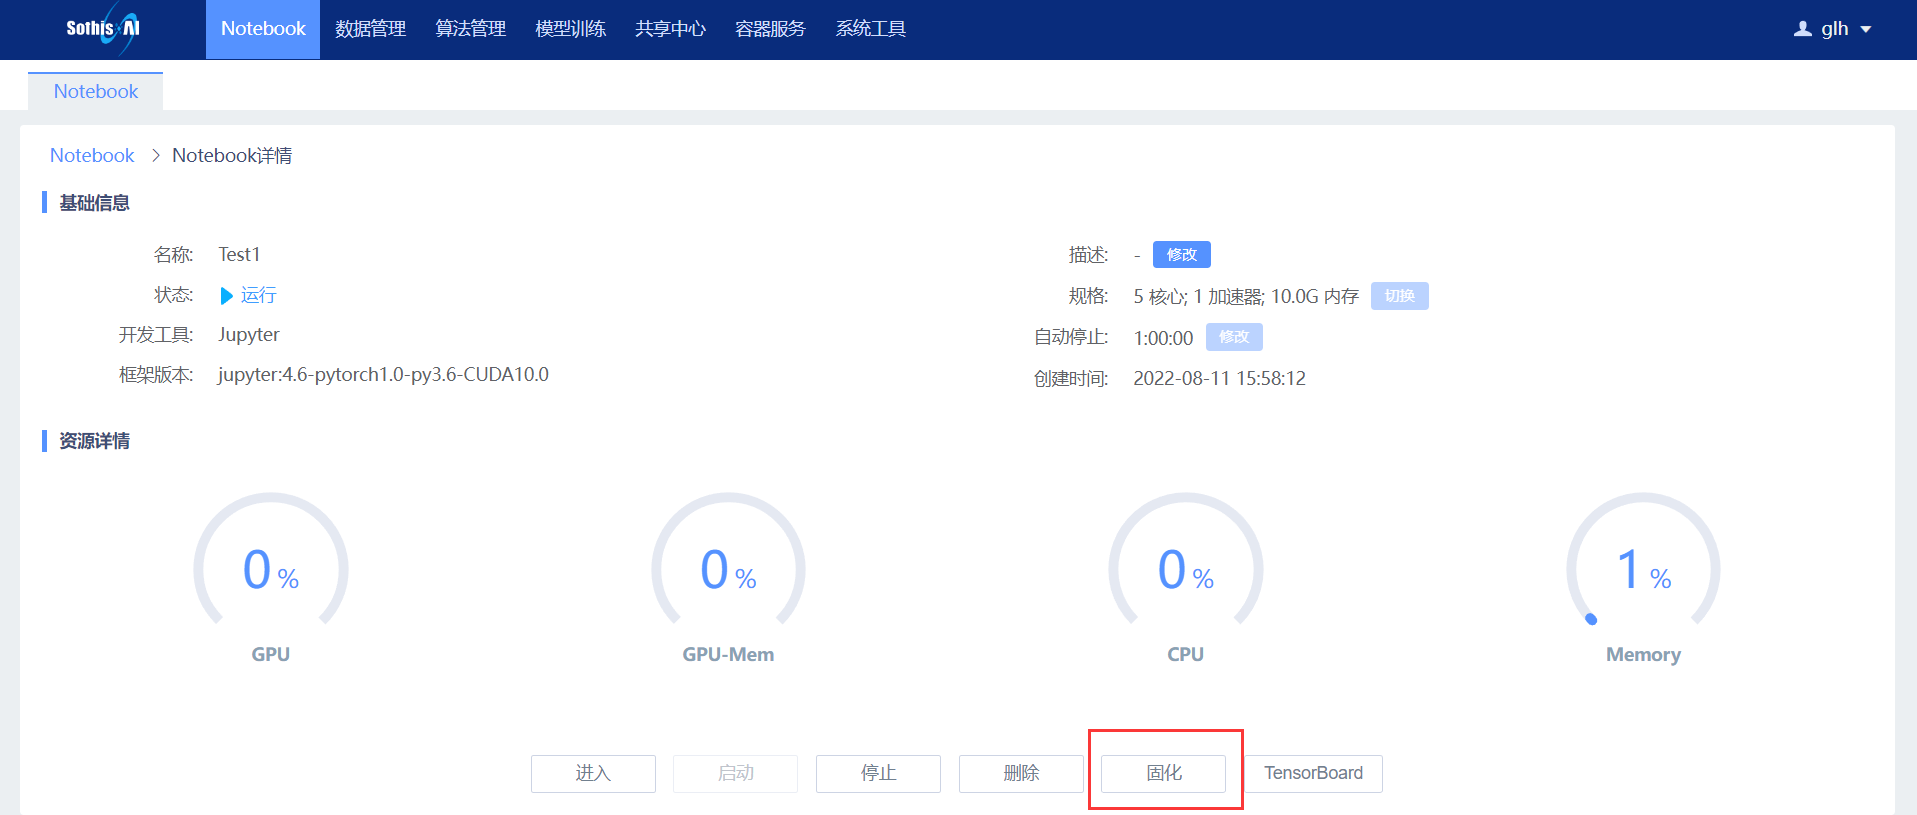 SothisAI Notebook 数据管理 算法管理 模型训练 共享中心 容器服务 系统工具 glh
Notebook
Notebook > Notebook详情
基础信息
名称: Test1
描述: - 修改
状态: 运行
规格: 5 核心; 1 加速器; 10.0G 内存 切换
开发工具: Jupyter
自动停止: 1:00:00 修改
框架版本: jupyter:4.6-pytorch1.0-py3.6-CUDA10.0
创建时间: 2022-08-11 15:58:12
资源详情
0 % 0 % 0 % 1 %
GPU GPU-Mem CPU Memory
进入 启动 停止 删除 固化 TensorBoard